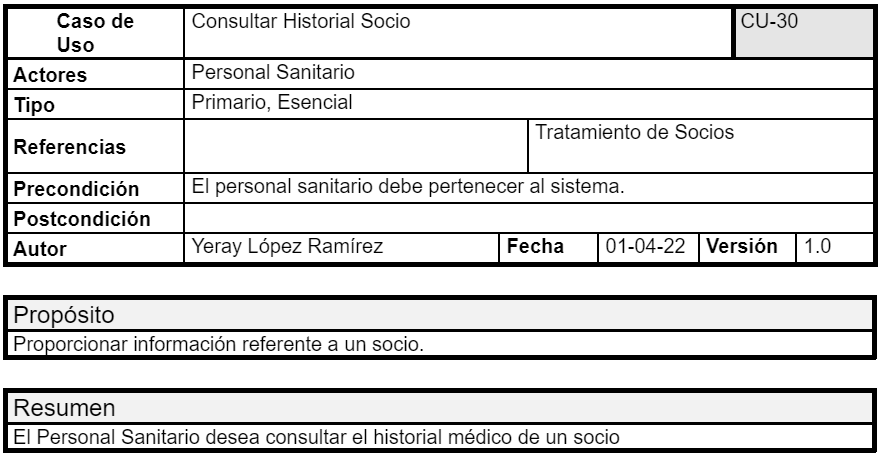 Caso de Uso Consultar Historial Socio CU-30
Actores Personal Sanitario
Tipo Primario, Esencial
Referencias Tratamiento de Socios
Precondición El personal sanitario debe pertenecer al sistema.
Postcondición
Autor Yeray López Ramírez Fecha 01-04-22 Versión 1.0
Propósito
Proporcionar información referente a un socio.
Resumen
El Personal Sanitario desea consultar el historial médico de un socio